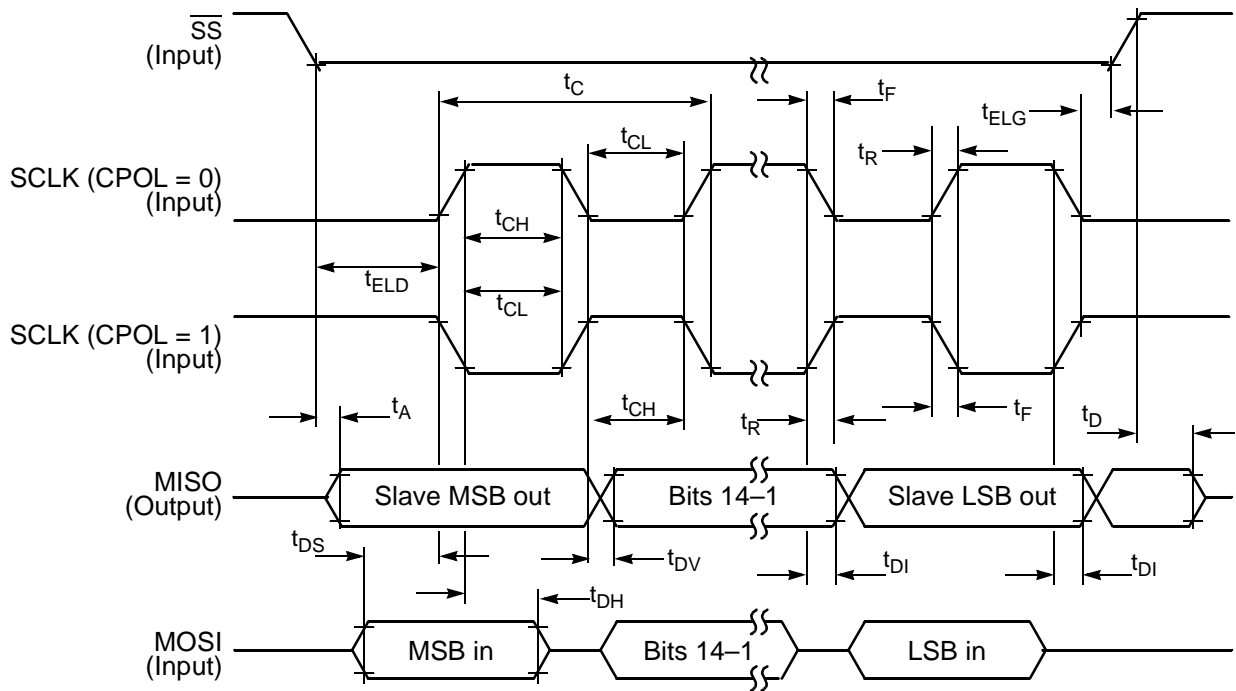 SS
(Input)
tC
tF
tELG
tCL
tR
SCLK (CPOL = 0)
(Input)
tCH
tELD
tCL
SCLK (CPOL = 1)
(Input)
tA
tCH
tR
tF
tD
MISO
(Output)
Slave MSB out
Bits 14–1
Slave LSB out
tDS
tDV
tDI
tDI
tDH
MOSI
(Input)
MSB in
Bits 14–1
LSB in